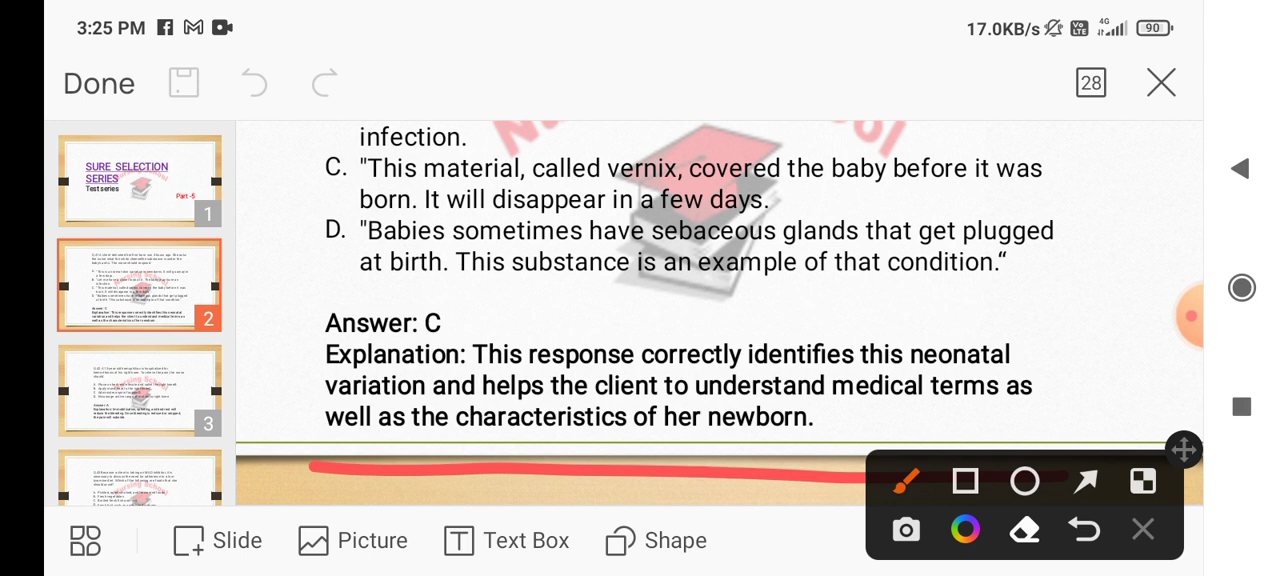 3:25 PM
17.0KB/s
Vo
LTE
4G
90
Done
28
SURE SELECTION
SERIES
Test series
Part -5
1
2
3
infection.
C. "This material, called vernix, covered the baby before it was
born. It will disappear in a few days.
D. "Babies sometimes have sebaceous glands that get plugged
at birth. This substance is an example of that condition.“
Answer: C
Explanation: This response correctly identifies this neonatal
variation and helps the client to understand medical terms as
well as the characteristics of her newborn.
Slide
Picture
Text Box
Shape